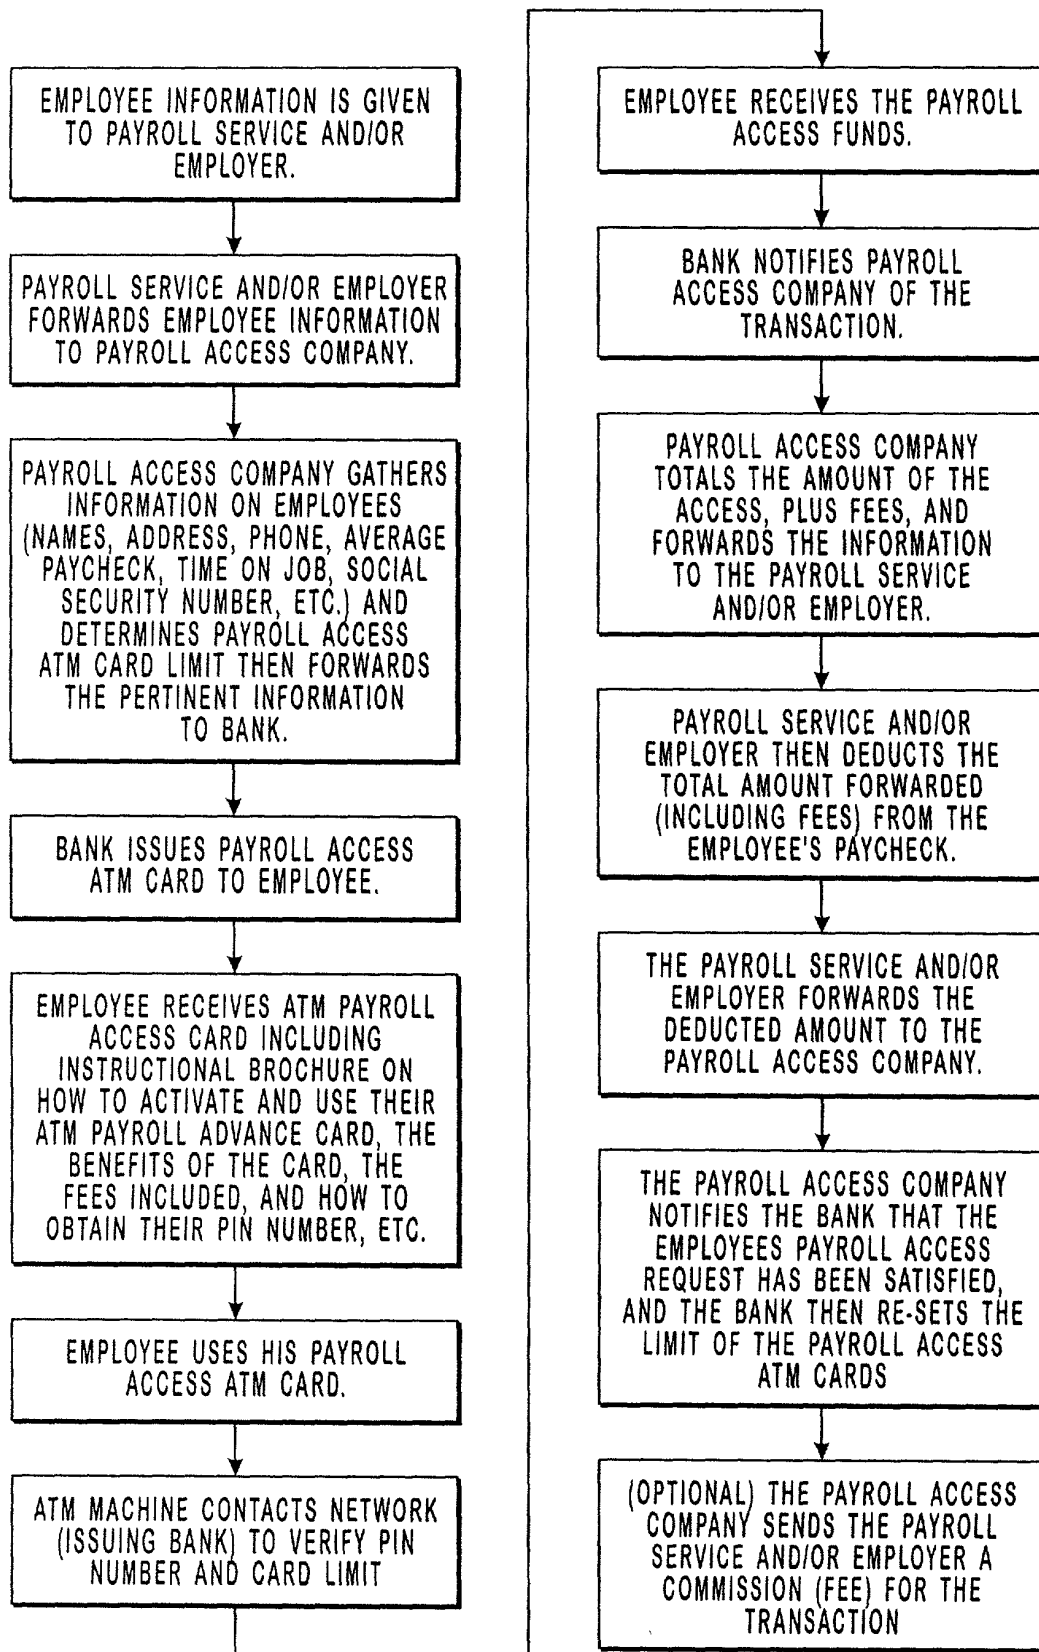 EMPLOYEE INFORMATION IS GIVEN
TO PAYROLL SERVICE AND/OR
EMPLOYER.
PAYROLL SERVICE AND/OR EMPLOYER
FORWARDS EMPLOYEE INFORMATION
TO PAYROLL ACCESS COMPANY.
PAYROLL ACCESS COMPANY GATHERS
INFORMATION ON EMPLOYEES
(NAMES, ADDRESS, PHONE, AVERAGE
PAYCHECK, TIME ON JOB, SOCIAL
SECURITY NUMBER, ETC.) AND
DETERMINES PAYROLL ACCESS
ATM CARD LIMIT THEN FORWARDS
THE PERTINENT INFORMATION
TO BANK.
BANK ISSUES PAYROLL ACCESS
ATM CARD TO EMPLOYEE.
EMPLOYEE RECEIVES ATM PAYROLL
ACCESS CARD INCLUDING
INSTRUCTIONAL BROCHURE ON
HOW TO ACTIVATE AND USE THEIR
ATM PAYROLL ADVANCE CARD, THE
BENEFITS OF THE CARD, THE
FEES INCLUDED, AND HOW TO
OBTAIN THEIR PIN NUMBER, ETC.
EMPLOYEE USES HIS PAYROLL
ACCESS ATM CARD.
ATM MACHINE CONTACTS NETWORK
(ISSUING BANK) TO VERIFY PIN
NUMBER AND CARD LIMIT
EMPLOYEE RECEIVES THE PAYROLL
ACCESS FUNDS.
BANK NOTIFIES PAYROLL
ACCESS COMPANY OF THE
TRANSACTION.
PAYROLL ACCESS COMPANY
TOTALS THE AMOUNT OF THE
ACCESS, PLUS FEES, AND
FORWARDS THE INFORMATION
TO THE PAYROLL SERVICE
AND/OR EMPLOYER.
PAYROLL SERVICE AND/OR
EMPLOYER THEN DEDUCTS THE
TOTAL AMOUNT FORWARDED
(INCLUDING FEES) FROM THE
EMPLOYEE'S PAYCHECK.
THE PAYROLL SERVICE AND/OR
EMPLOYER FORWARDS THE
DEDUCTED AMOUNT TO THE
PAYROLL ACCESS COMPANY.
THE PAYROLL ACCESS COMPANY
NOTIFIES THE BANK THAT THE
EMPLOYEES PAYROLL ACCESS
REQUEST HAS BEEN SATISFIED,
AND THE BANK THEN RE-SETS THE
LIMIT OF THE PAYROLL ACCESS
ATM CARDS
(OPTIONAL) THE PAYROLL ACCESS
COMPANY SENDS THE PAYROLL
SERVICE AND/OR EMPLOYER A
COMMISSION (FEE) FOR THE
TRANSACTION